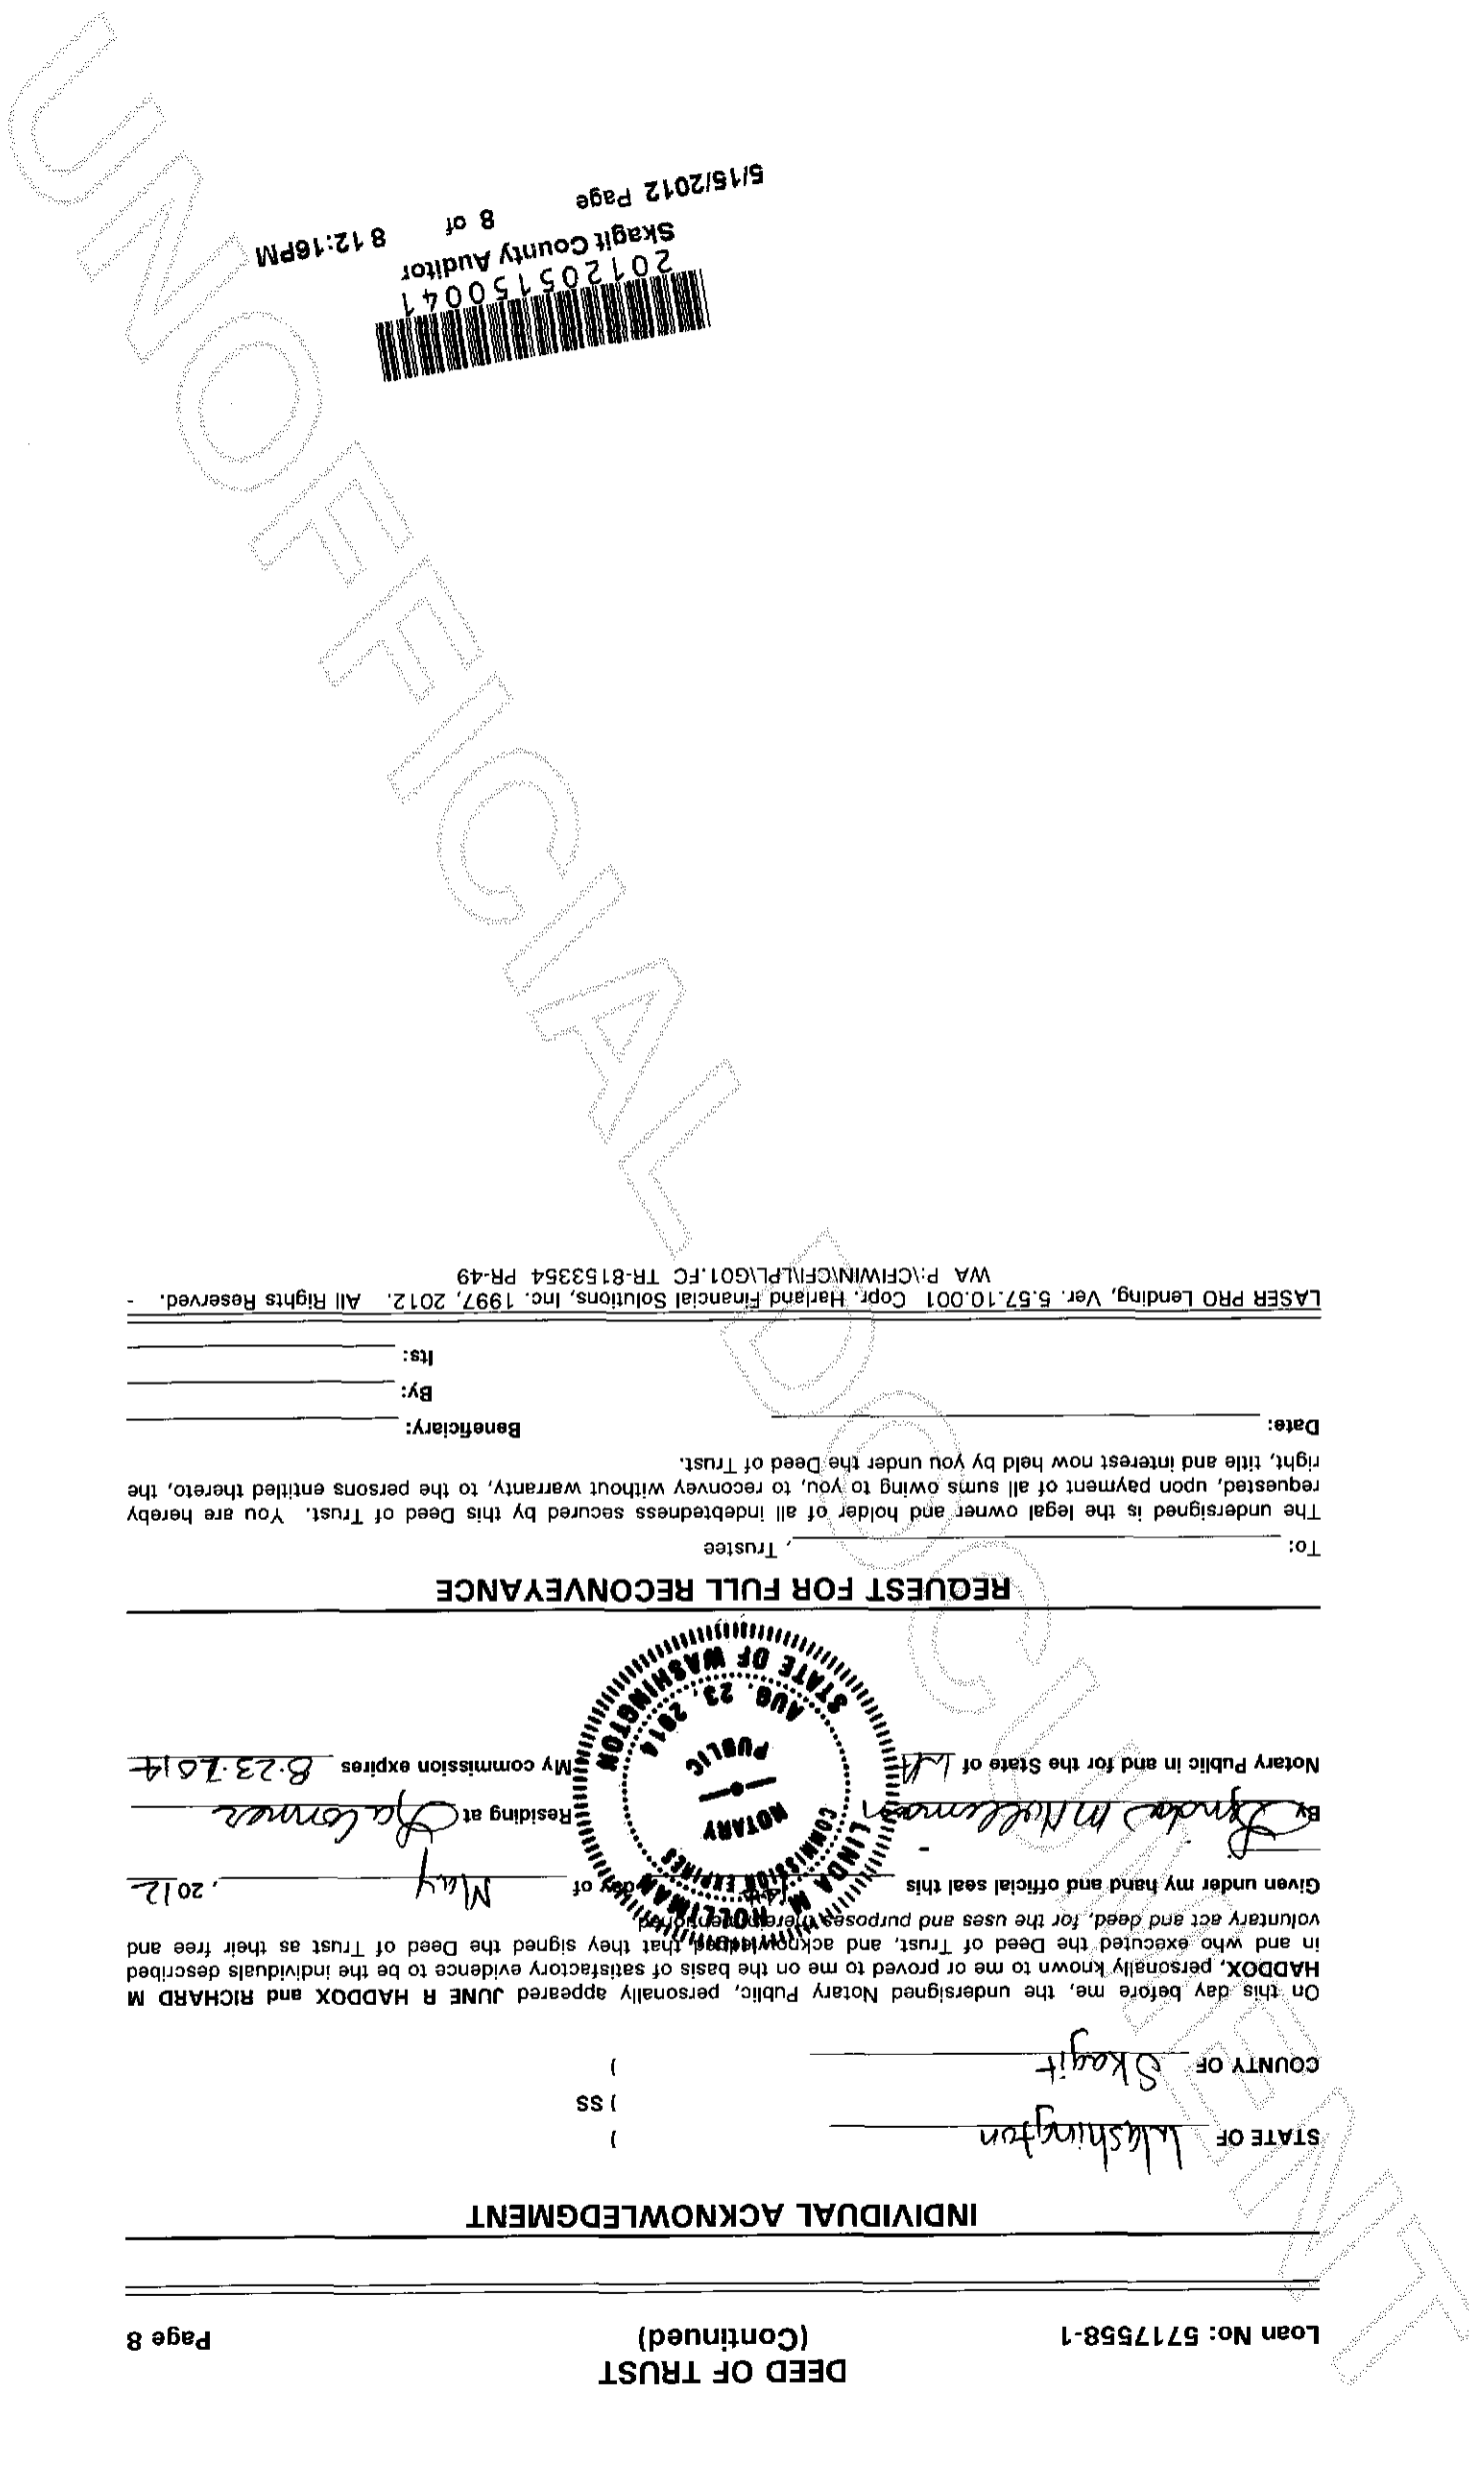 DEED OF TRUST
Loan No: 5717558-1 (Continued) Page 8
INDIVIDUAL ACKNOWLEDGMENT
STATE OF Washington )
) SS
COUNTY OF Skagit )
On this day before me, the undersigned Notary Public, personally appeared JUNE R HADDOX and RICHARD M
HADDOX, personally known to me or proved to me on the basis of satisfactory evidence to be the individuals described
in and who executed the Deed of Trust, and acknowledged that they signed the Deed of Trust as their free and
voluntary act and deed, for the uses and purposes therein mentioned
Given under my hand and official seal this day of May , 2012
By Lynda M Holliman Residing at LaConner
Notary Public in and for the State of WA My commission expires 8.23.2014
LINDA M HOLLIMAN
COMMISSION EXPIRES
NOTARY
PUBLIC
AUG. 23, 2014
STATE OF WASHINGTON
REQUEST FOR FULL RECONVEYANCE
To: , Trustee
The undersigned is the legal owner and holder of all indebtedness secured by this Deed of Trust. You are hereby
requested, upon payment of all sums owing to you, to reconvey without warranty, to the persons entitled thereto, the
right, title and interest now held by you under the Deed of Trust.
Date: Beneficiary:
By:
Its:
LASER PRO Lending, Ver. 5.57.10.001 Copr. Harland Financial Solutions, Inc. 1997, 2012. All Rights Reserved. -
WA P:\CFIWIN\CFI\LPL\G01.FC TR-8153354 PR-49
201205150041
Skagit County Auditor
5/15/2012 Page 8 of 8 12:16PM
UNOFFICIAL DOCUMENT